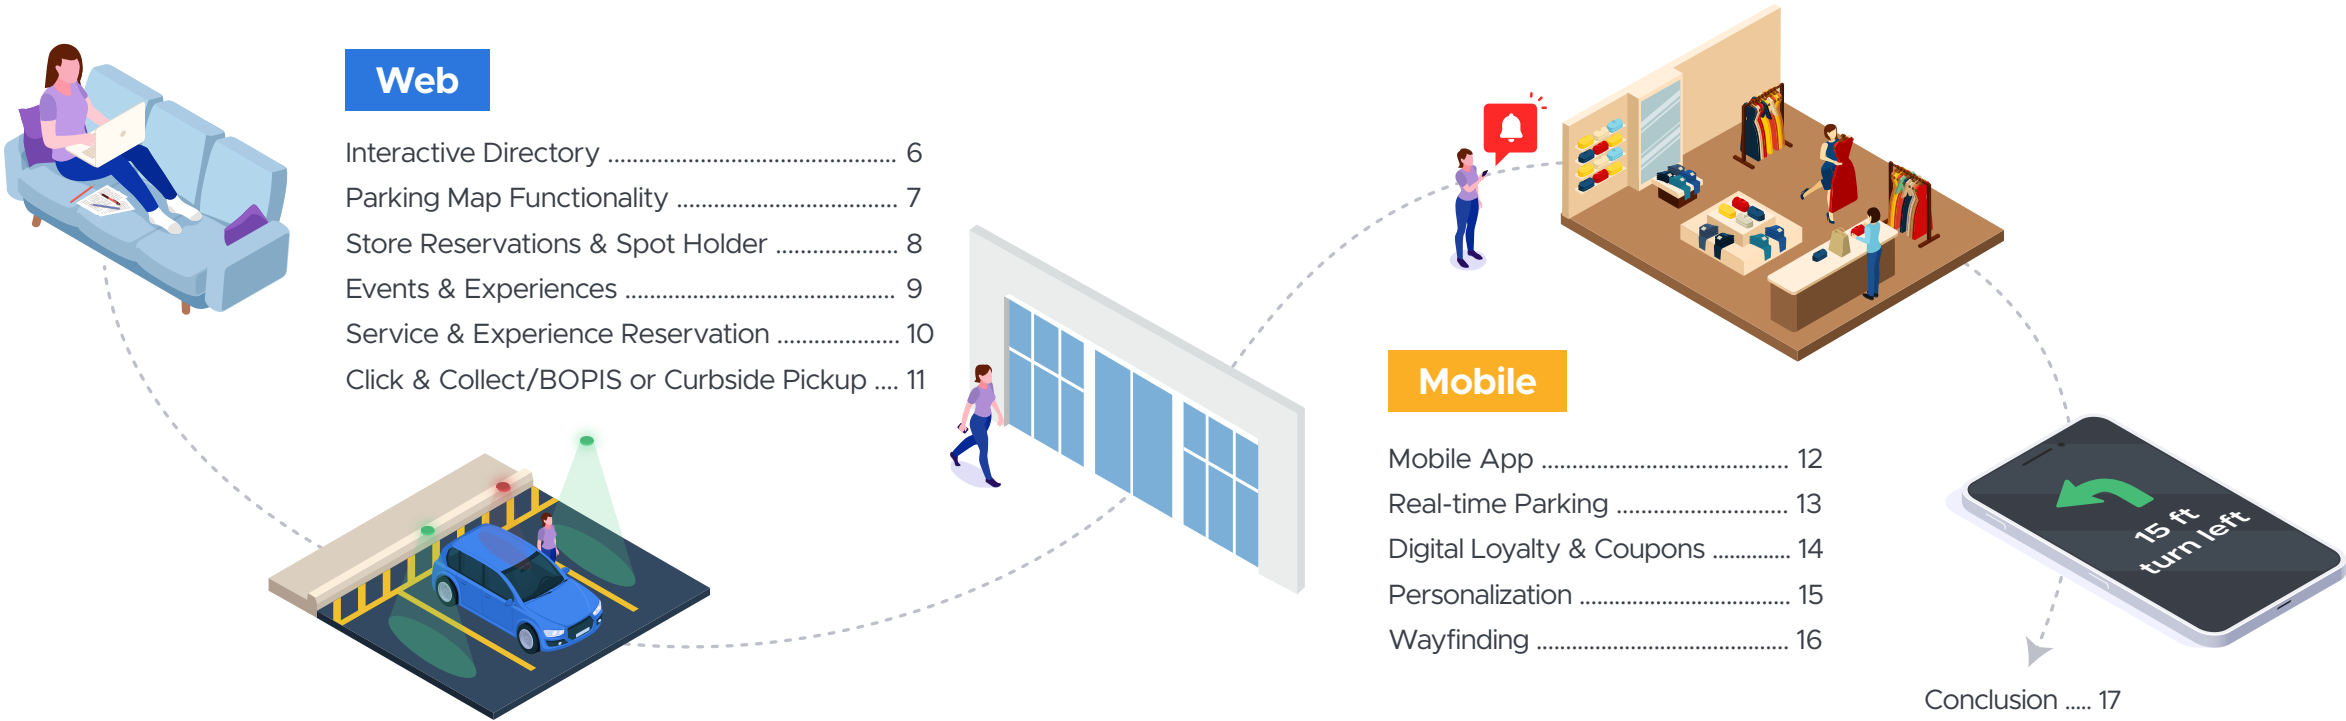 Web
Interactive Directory ............................................... 6
Parking Map Functionality .................................... 7
Store Reservations & Spot Holder .................... 8
Events & Experiences ............................................ 9
Service & Experience Reservation .................... 10
Click & Collect/BOPIS or Curbside Pickup .... 11
Mobile
Mobile App ......................................... 12
Real-time Parking ............................ 13
Digital Loyalty & Coupons ............. 14
Personalization ................................... 15
Wayfinding .......................................... 16
15 ft
turn left
Conclusion ..... 17